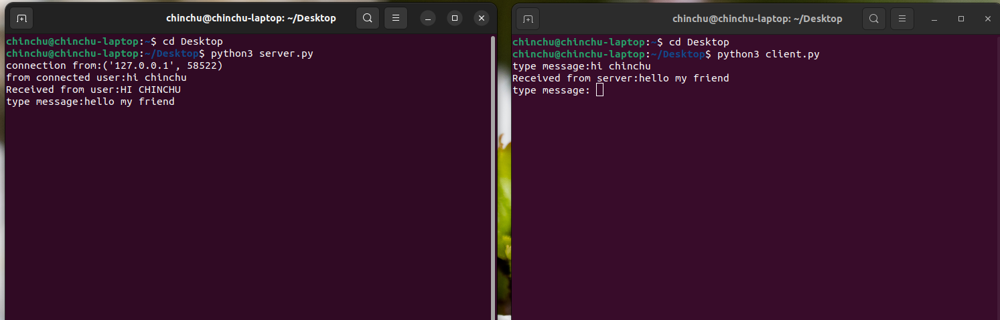 chinchu@chinchu-laptop: ~/Desktop
chinchu@chinchu-laptop:~$ cd Desktop
chinchu@chinchu-laptop:~/Desktop$ python3 server.py
connection from:('127.0.0.1', 58522)
from connected user:hi chinchu
Received from user:HI CHINCHU
type message:hello my friend
chinchu@chinchu-laptop: ~/Desktop
chinchu@chinchu-laptop:~$ cd Desktop
chinchu@chinchu-laptop:~/Desktop$ python3 client.py
type message:hi chinchu
Received from server:hello my friend
type message: